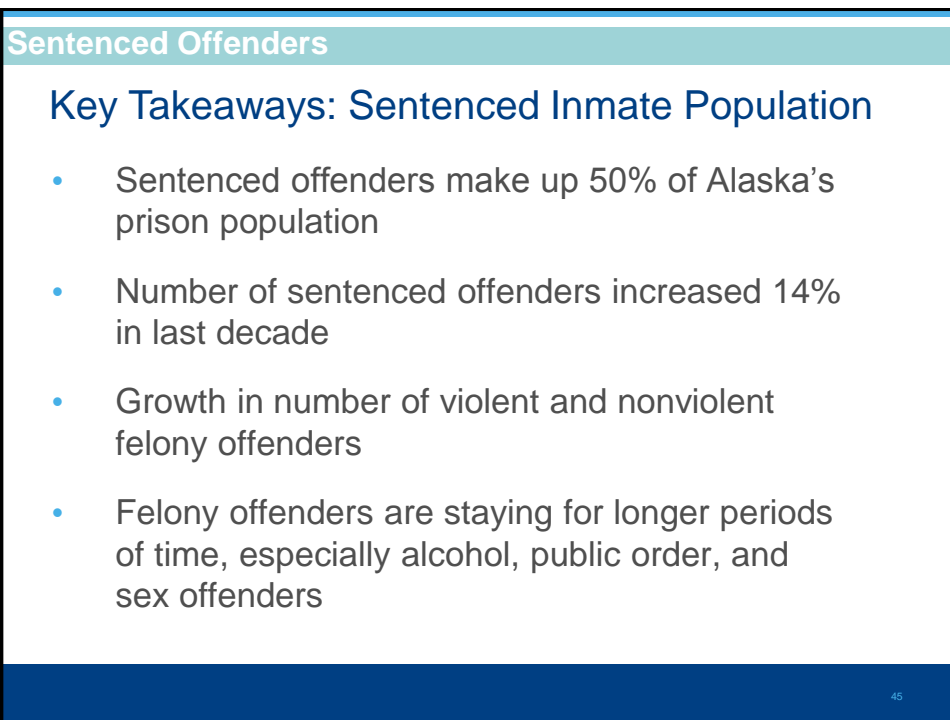 Sentenced Offenders
Key Takeaways: Sentenced Inmate Population
• Sentenced offenders make up 50% of Alaska's
prison population
• Number of sentenced offenders increased 14%
in last decade
• Growth in number of violent and nonviolent
felony offenders
• Felony offenders are staying for longer periods
of time, especially alcohol, public order, and
sex offenders
45